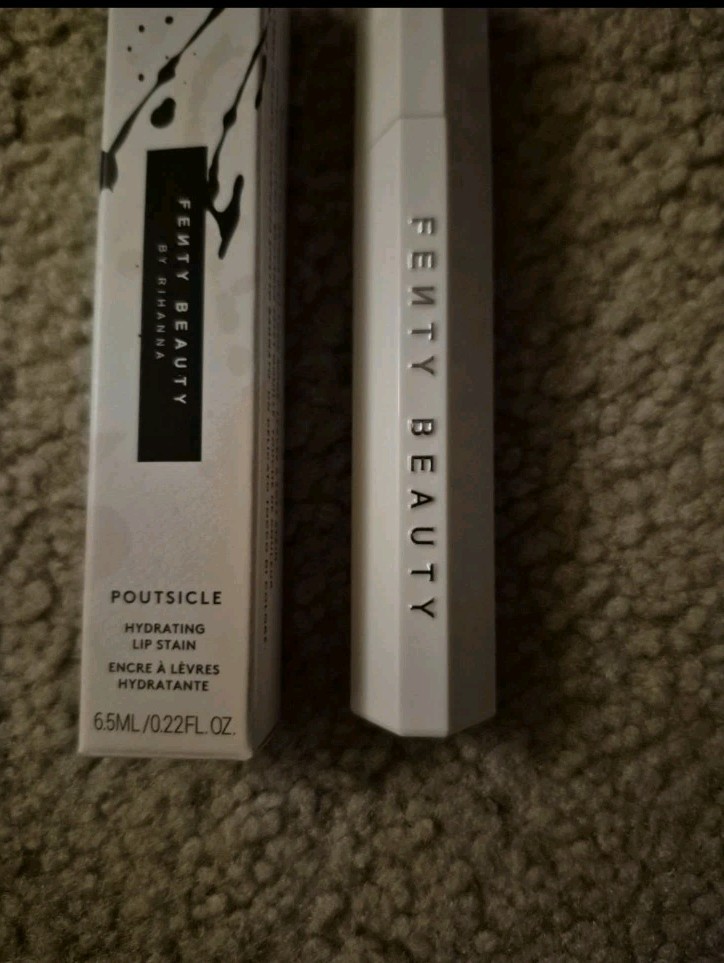 FENTY BEAUTY
BY RIHANNA
POUTSICLE
HYDRATING
LIP STAIN
ENCRE À LÈVRES
HYDRATANTE
6.5ML/0.22FL.OZ.
FENTY BEAUTY